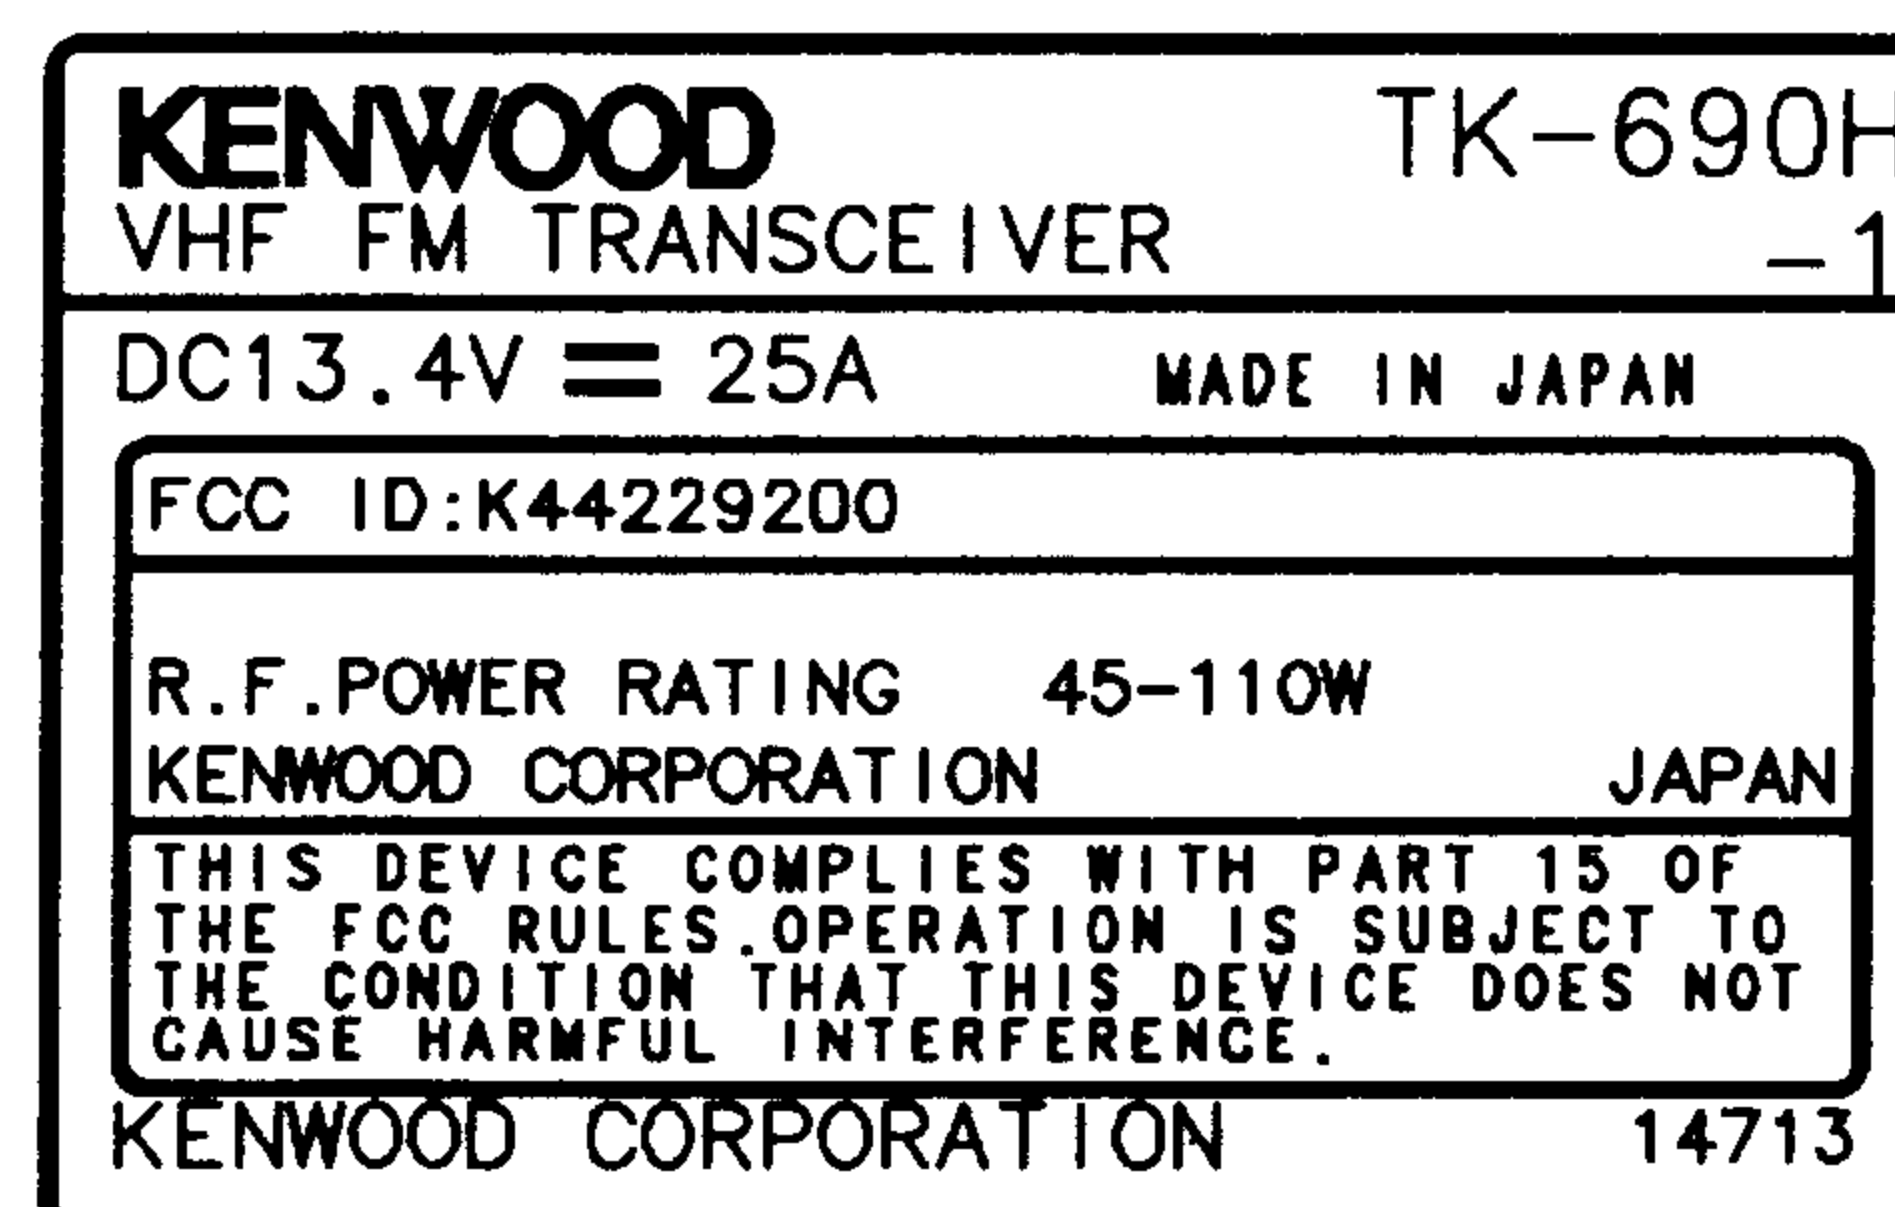 KENWOOD TK-690H
VHF FM TRANSCEIVER -1
DC13.4V = 25A MADE IN JAPAN
FCC ID:K44229200
R.F.POWER RATING 45-110W
KENWOOD CORPORATION JAPAN
THIS DEVICE COMPLIES WITH PART 15 OF
THE FCC RULES.OPERATION IS SUBJECT TO
THE CONDITION THAT THIS DEVICE DOES NOT
CAUSE HARMFUL INTERFERENCE.
KENWOOD CORPORATION 14713